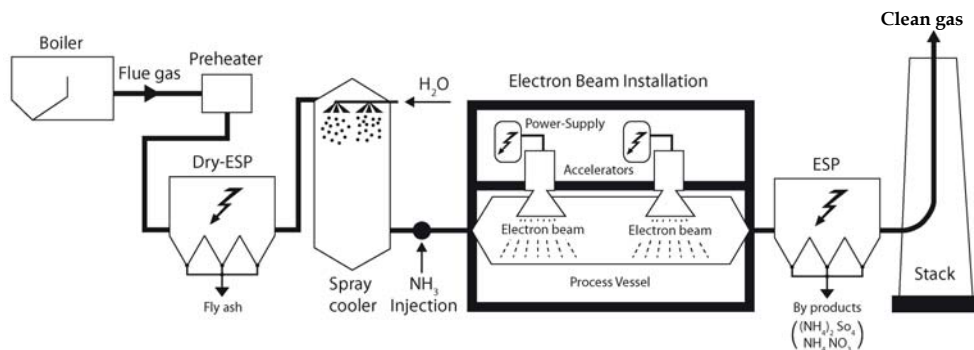 Clean gas
Boiler
Preheater
Flue gas
H₂O
Electron Beam Installation
Power-Supply
Dry-ESP
Accelerators
ESP
Electron beam
Electron beam
Process Vessel
Fly ash
Spray
cooler
NH₃
Injection
Stack
By products
(NH₄)₂ So₄
NH₄ NO₃